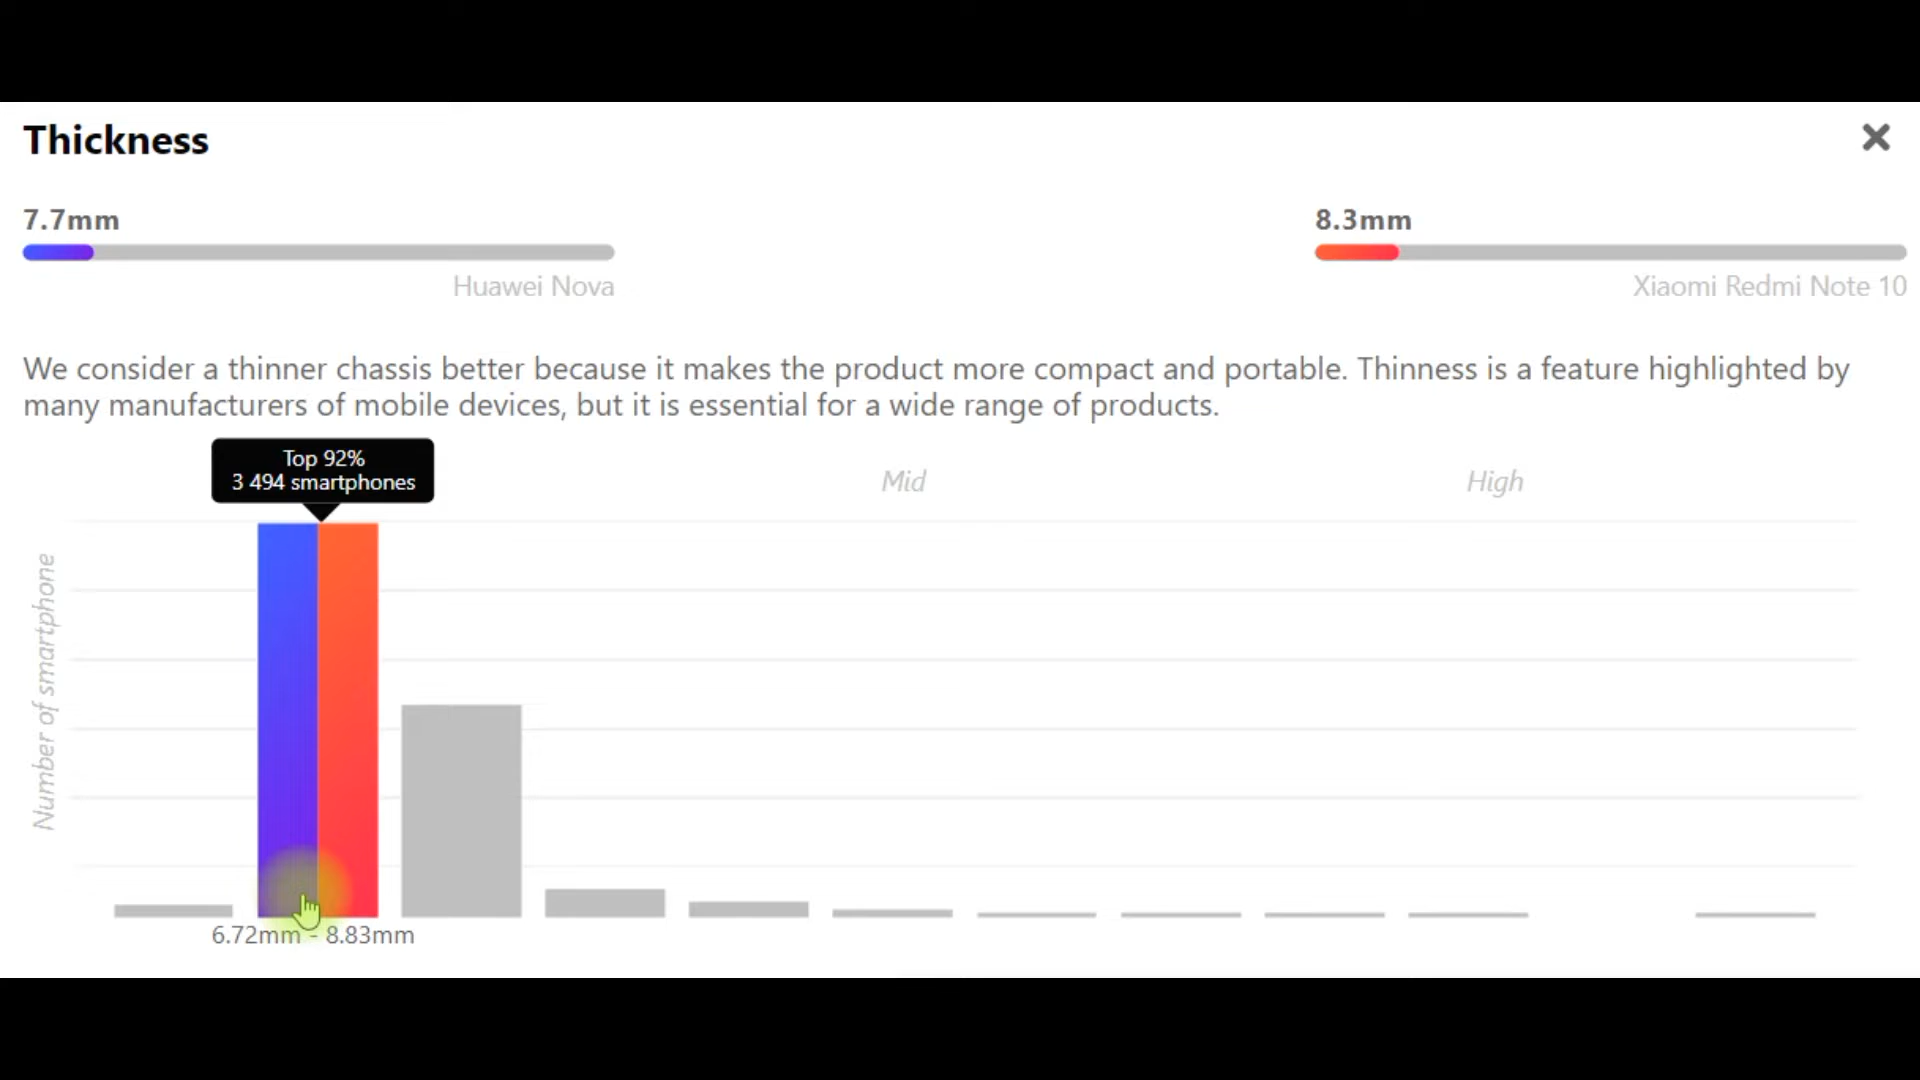 Thickness
7.7mm
8.3mm
Huawei Nova
Xiaomi Redmi Note 10
We consider a thinner chassis better because it makes the product more compact and portable. Thinness is a feature highlighted by
many manufacturers of mobile devices, but it is essential for a wide range of products.
Top 92%
3 494 smartphones
Mid
High
Number of smartphone
6.72mm - 8.83mm